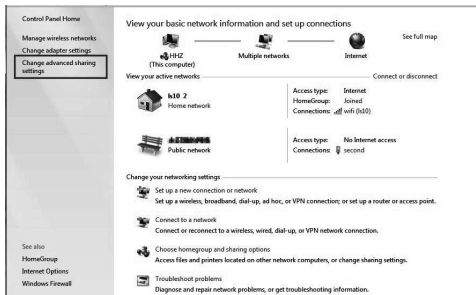 Control Panel Home
Manage wireless networks
Change adapter settings
Change advanced sharing
settings
See also
HomeGroup
Internet Options
Windows Firewall
View your basic network information and set up connections
See full map
HHZ
(This computer)
Multiple networks
Internet
View your active networks
Connect or disconnect
ls10 2
Home network
Access type: Internet
HomeGroup: Joined
Connections: wifi (ls10)
Public network
Access type: No Internet access
Connections: second
Change your networking settings
Set up a new connection or network
Set up a wireless, broadband, dial-up, ad hoc, or VPN connection; or set up a router or access point.
Connect to a network
Connect or reconnect to a wireless, wired, dial-up, or VPN network connection.
Choose homegroup and sharing options
Access files and printers located on other network computers, or change sharing settings.
Troubleshoot problems
Diagnose and repair network problems, or get troubleshooting information.